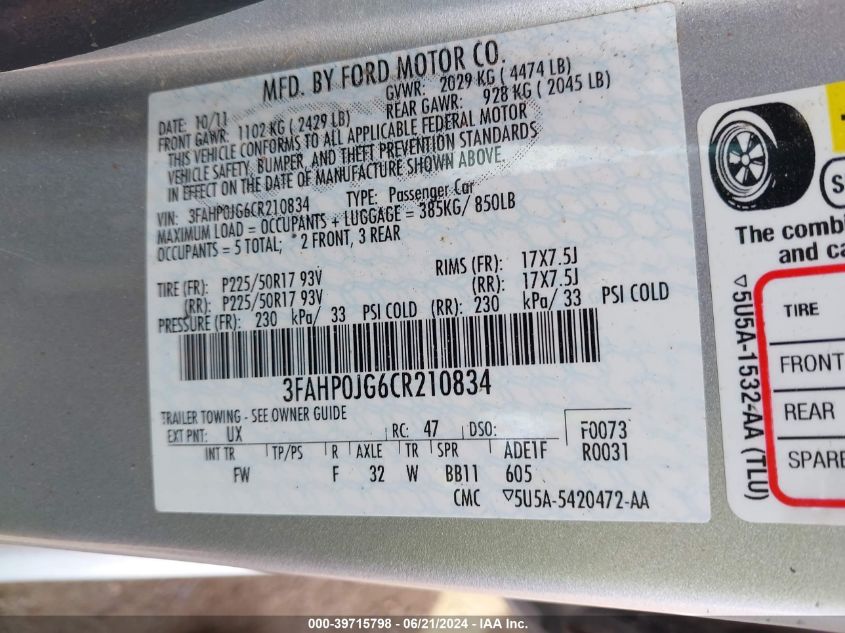 MFD. BY FORD MOTOR CO.
DATE: 10/11
GVWR: 2029 KG ( 4474 LB)
FRONT GAWR: 1102 KG ( 2429 LB)
REAR GAWR: 928 KG ( 2045 LB)
THIS VEHICLE CONFORMS TO ALL APPLICABLE FEDERAL MOTOR
VEHICLE SAFETY, BUMPER, AND THEFT PREVENTION STANDARDS
IN EFFECT ON THE DATE OF MANUFACTURE SHOWN ABOVE.
VIN: 3FAHP0JG6CR210834 TYPE: Passenger Car
MAXIMUM LOAD = OCCUPANTS + LUGGAGE = 385KG/ 850LB
OCCUPANTS = 5 TOTAL; * 2 FRONT, 3 REAR
TIRE (FR): P225/50R17 93V RIMS (FR): 17X7.5J
(RR): P225/50R17 93V (RR): 17X7.5J
PRESSURE (FR): 230 kPa/ 33 PSI COLD (RR): 230 kPa/ 33 PSI COLD
3FAHP0JG6CR210834
TRAILER TOWING - SEE OWNER GUIDE
EXT PNT: UX RC: 47 DSO: F0073
INT TR TP/PS R AXLE TR SPR ADE1F R0031
FW F 32 W BB11 605
CMC ▽5U5A-5420472-AA
The combi
and ca
▽5U5A-1532-AA (TLU)
TIRE
FRONT
REAR
SPARE
000-39715798 - 06/21/2024 - IAA Inc.